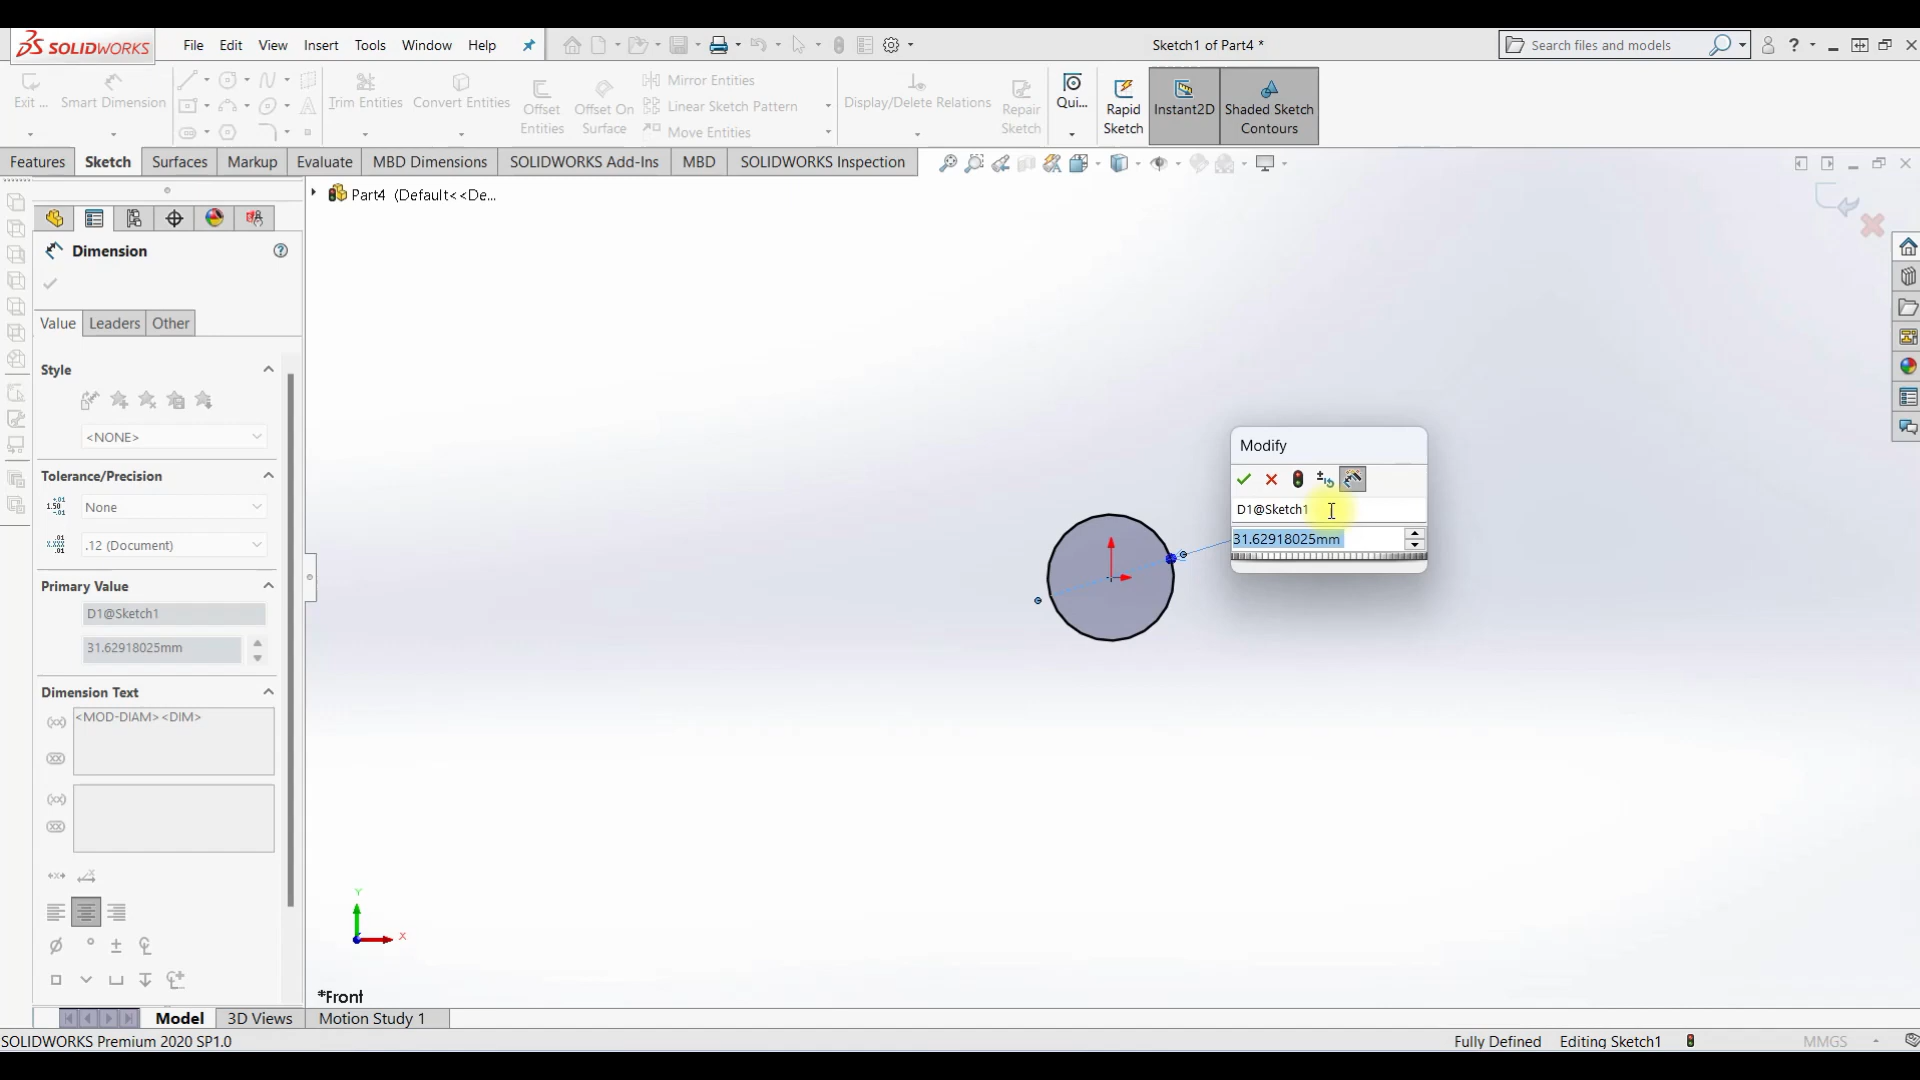 SOLIDWORKS File Edit View Insert Tools Window Help Sketch1 of Part4 * Search files and models ?
Exit ... Smart Dimension Trim Entities Convert Entities Offset Entities Offset On Surface Mirror Entities Display/Delete Relations Repair Sketch Qui... Rapid Sketch Instant2D Shaded Sketch Contours
Linear Sketch Pattern
Move Entities
Features Sketch Surfaces Markup Evaluate MBD Dimensions SOLIDWORKS Add-Ins MBD SOLIDWORKS Inspection
Part4 (Default<<De...
Dimension
Value Leaders Other
Style
<NONE>
Tolerance/Precision
None
.12 (Document)
Primary Value
D1@Sketch1
31.62918025mm
Dimension Text
<MOD-DIAM><DIM>
Modify
D1@Sketch1
31.62918025mm
Y
X
*Front
Model 3D Views Motion Study 1
SOLIDWORKS Premium 2020 SP1.0 Fully Defined Editing Sketch1 MMGS